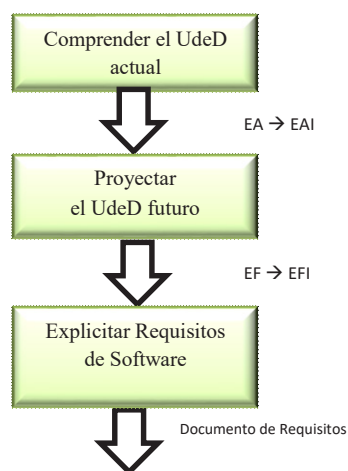 Comprender el UdeD
actual
EA → EAI
Proyectar
el UdeD futuro
EF → EFI
Explicitar Requisitos
de Software
Documento de Requisitos